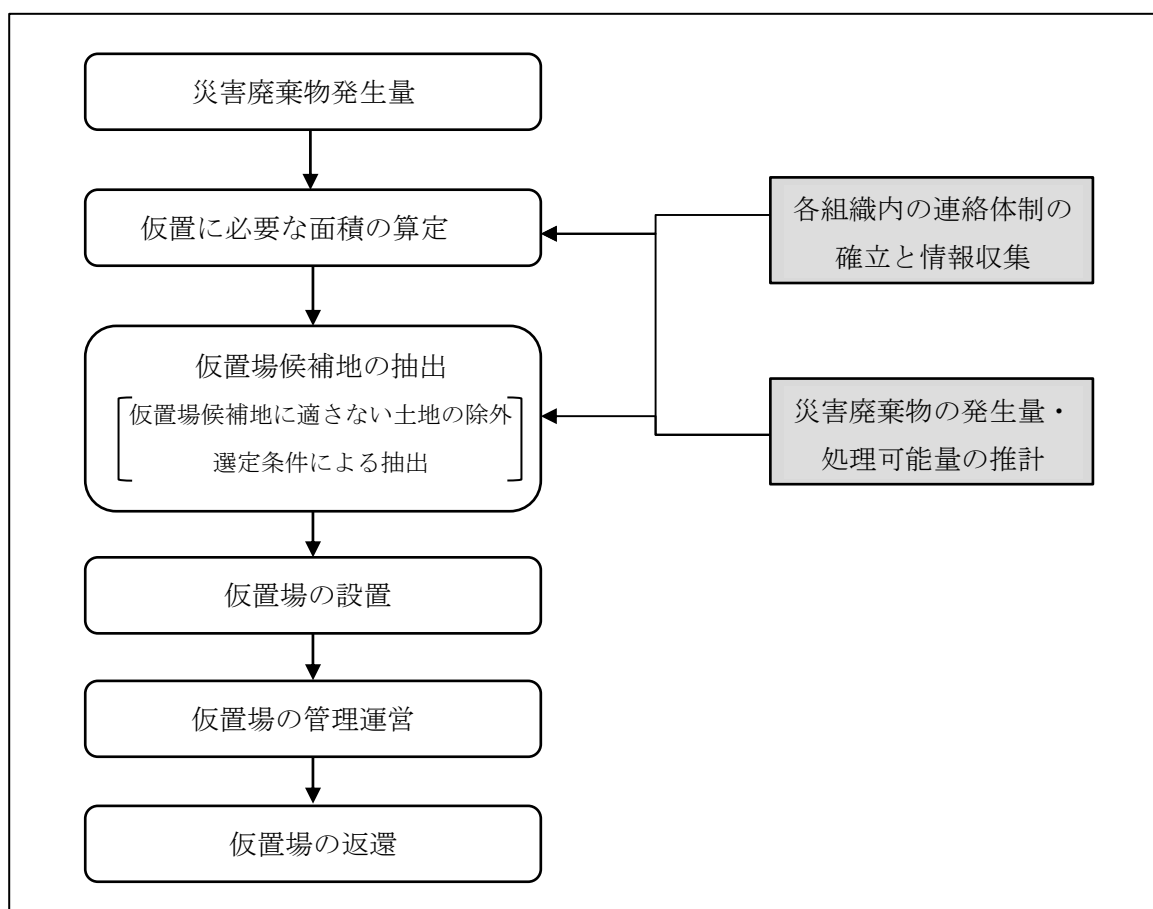 災害廃棄物発生量
仮置に必要な面積の算定
仮置場候補地の抽出
仮置場候補地に適さない土地の除外
選定条件による抽出
仮置場の設置
仮置場の管理運営
仮置場の返還
各組織内の連絡体制の
確立と情報収集
災害廃棄物の発生量・
処理可能量の推計